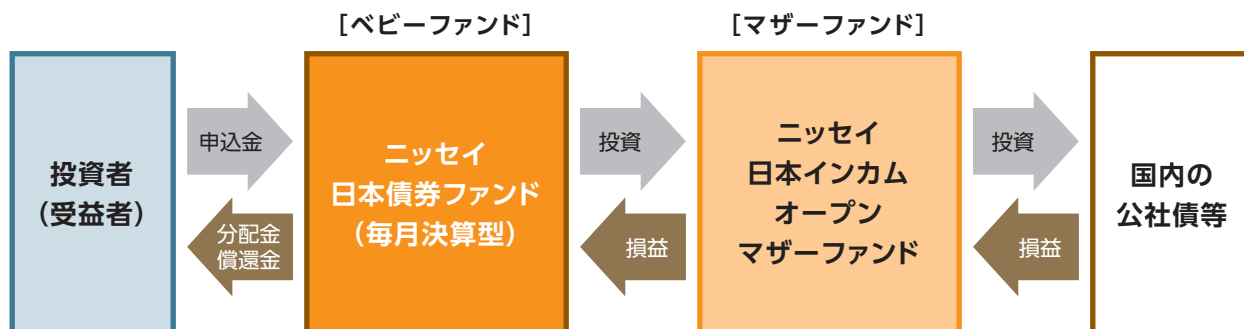 ［ベビーファンド］
［マザーファンド］
投資者
（受益者）
申込金
分配金
償還金
ニッセイ
日本債券ファンド
（毎月決算型）
投資
損益
ニッセイ
日本インカム
オープン
マザーファンド
投資
損益
国内の
公社債等